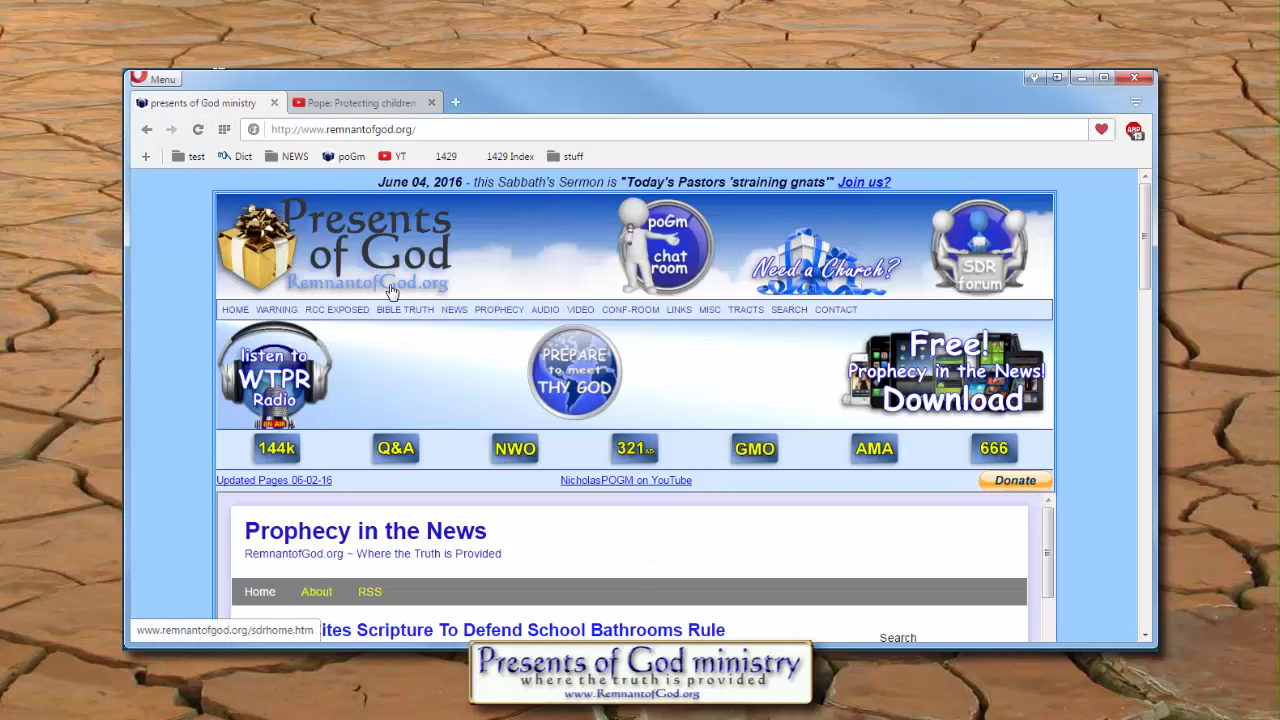 Menu
presents of God ministry
Pope: Protecting children
http://www.remnantofgod.org/
ABP
13
test
Dict
NEWS
poGm
YT
1429
1429 Index
stuff
June 04, 2016 - this Sabbath's Sermon is "Today's Pastors 'straining gnats'" Join us?
Presents
of God
RemnantofGod.org
poGm
chat
room
Need a Church?
SDR
forum
HOME WARNING RCC EXPOSED BIBLE TRUTH NEWS PROPHECY AUDIO VIDEO CONF-ROOM LINKS MISC TRACTS SEARCH CONTACT
listen to
WTPR
Radio
ON AIR
PREPARE
to meet
THY GOD
Free!
Prophecy in the News!
Download
144k
Q&A
NWO
321 AD
GMO
AMA
666
Updated Pages 06-02-16
NicholasPOGM on YouTube
Donate
Prophecy in the News
RemnantofGod.org ~ Where the Truth is Provided
Home About RSS
ites Scripture To Defend School Bathrooms Rule
Search
www.remnantofgod.org/sdrhome.htm
Presents of God ministry
where the truth is provided
www.RemnantofGod.org